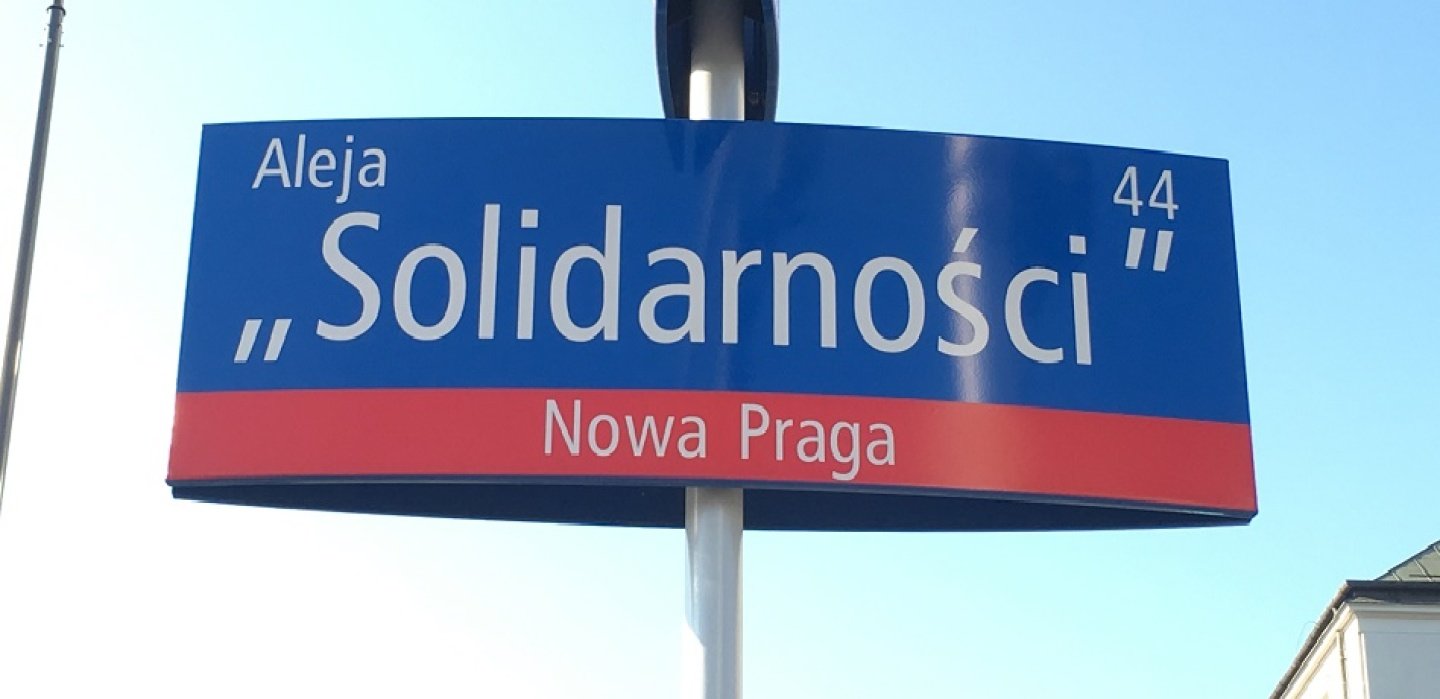 Aleja 44
„Solidarności"
Nowa Praga